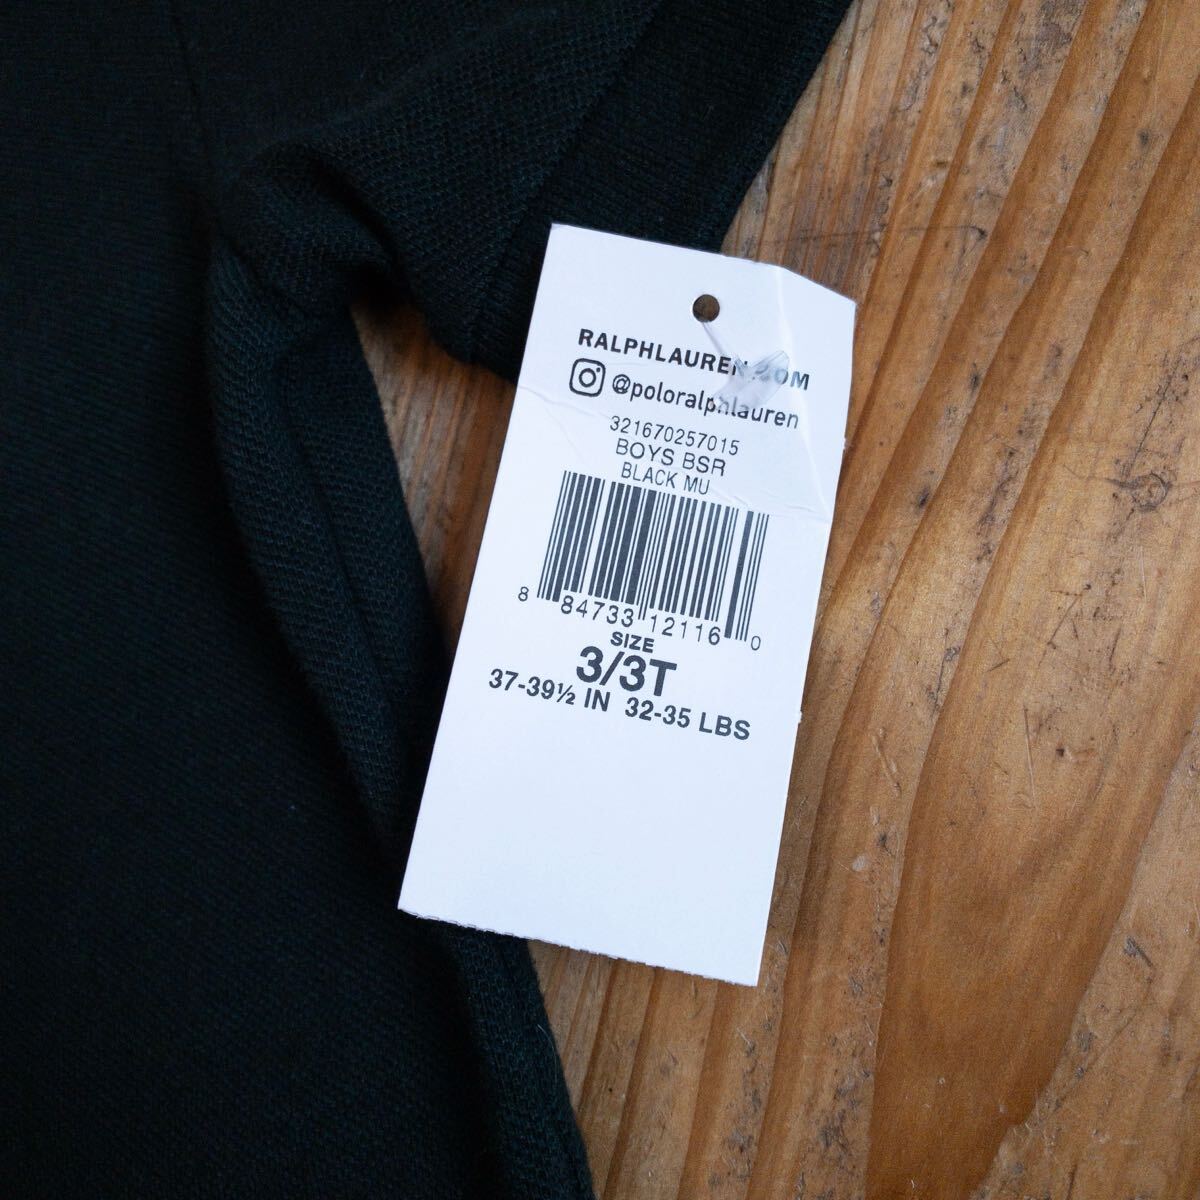 RALPHLAUREN.COM
@poloralphlauren
321670257015
BOYS BSR
BLACK MU
8 84733 12116 0
SIZE
3/3T
37-39½ IN 32-35 LBS